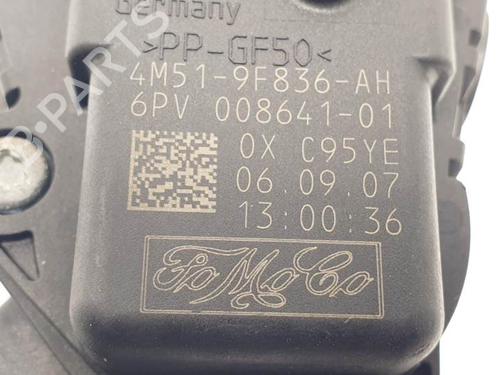 Germany
>PP-GF50<
4M51-9F836-AH
6PV 008641-01
0X C95YE
06.09.07
13:00:36
FoMoCo